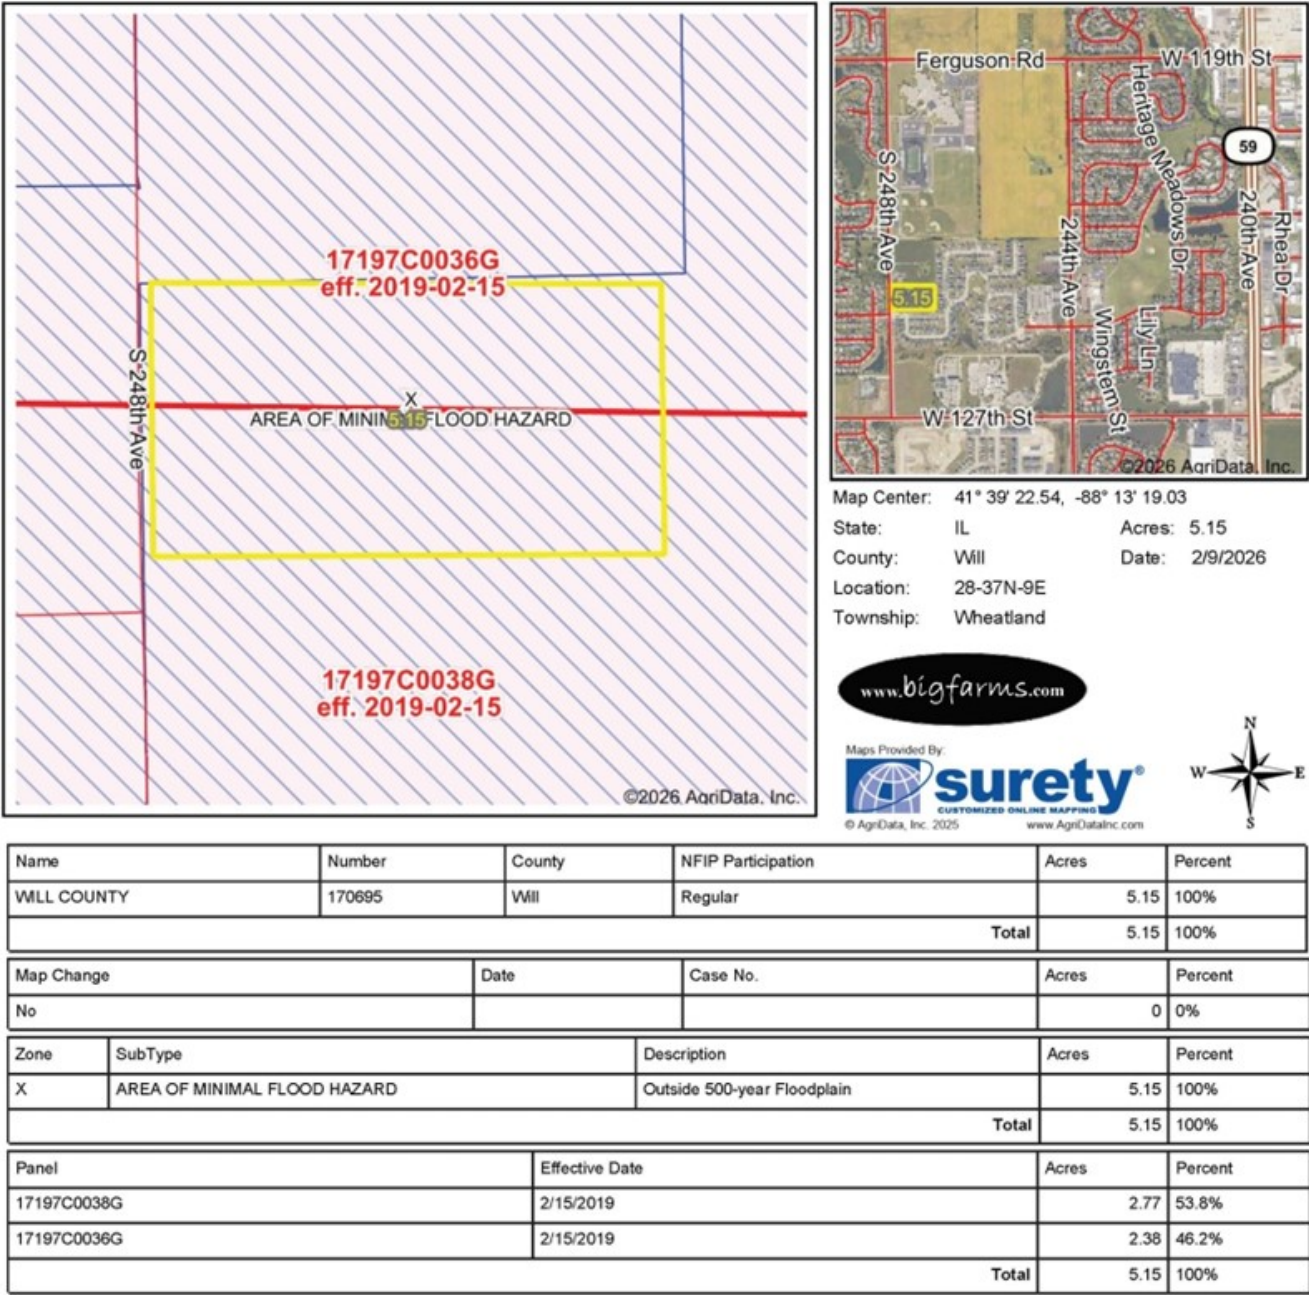 17197C0036G
eff. 2019-02-15
S 248th Ave
X
AREA OF MINIM 5.15 FLOOD HAZARD
17197C0038G
eff. 2019-02-15
©2026 AgriData, Inc.
Ferguson Rd
W 119th St
Heritage Meadows Dr
59
S 248th Ave
244th Ave
240th Ave
Rhea Dr
5.15
Lily Ln
Wingstem St
W 127th St
©2026 AgriData, Inc.
Map Center: 41° 39' 22.54, -88° 13' 19.03
State: IL Acres: 5.15
County: Will Date: 2/9/2026
Location: 28-37N-9E
Township: Wheatland
www.bigfarms.com
Maps Provided By:
surety®
CUSTOMIZED ONLINE MAPPING
© AgriData, Inc. 2025 www.AgriDataInc.com
N
W E
S
Name Number County NFIP Participation Acres Percent
WILL COUNTY 170695 Will Regular 5.15 100%
Total 5.15 100%
Map Change Date Case No. Acres Percent
No 0 0%
Zone SubType Description Acres Percent
X AREA OF MINIMAL FLOOD HAZARD Outside 500-year Floodplain 5.15 100%
Total 5.15 100%
Panel Effective Date Acres Percent
17197C0038G 2/15/2019 2.77 53.8%
17197C0036G 2/15/2019 2.38 46.2%
Total 5.15 100%